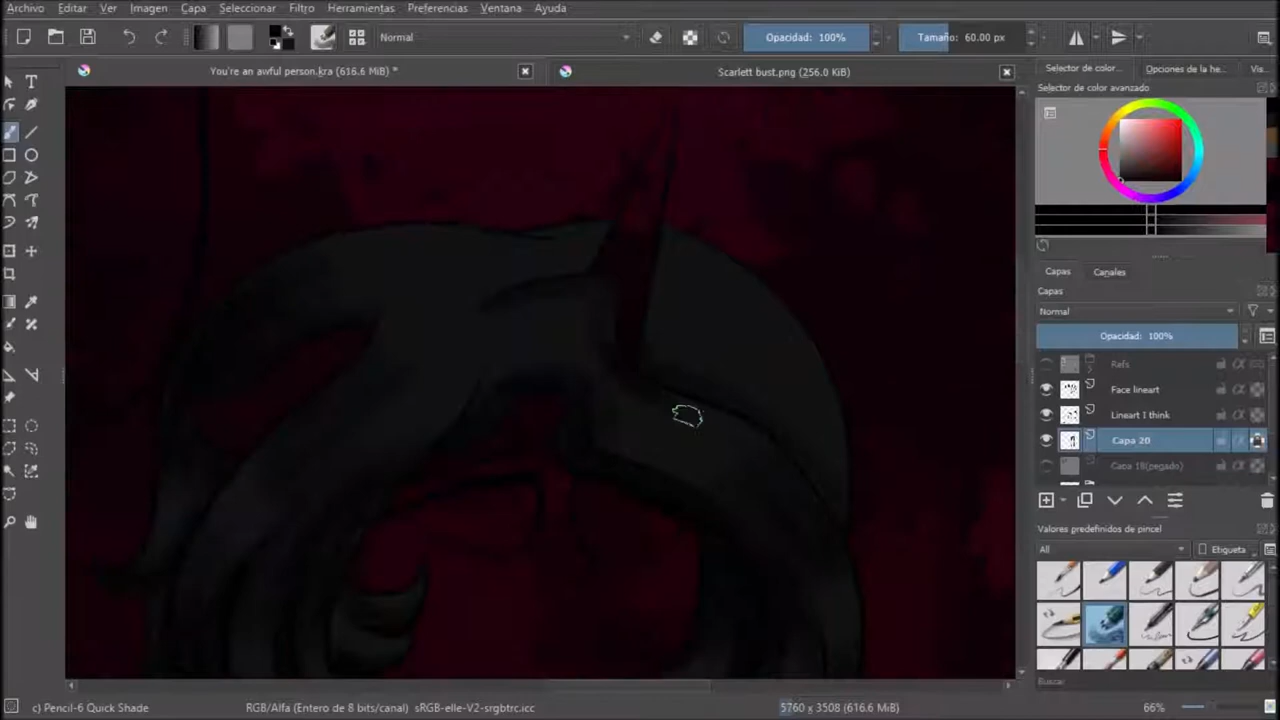 Archivo Editar Ver Imagen Capa Seleccionar Filtro Herramientas Preferencias Ventana Ayuda
Normal Opacidad: 100% Tamaño: 60.00 px
You're an awful person.kra (616.6 MiB) * Scarlett bust.png (256.0 KiB)
Selector de color... Opciones de la he... Vis...
Selector de color avanzado
Capas Canales
Capas
Normal
Opacidad: 100%
Refs
Face lineart
Lineart I think
Capa 20
Capa 18(pegado)
Valores predefinidos de pincel
All Etiqueta
Buscar
c) Pencil-6 Quick Shade RGB/Alfa (Entero de 8 bits/canal) sRGB-elle-V2-srgbtrc.icc 5760 x 3508 (616.6 MiB) 66%